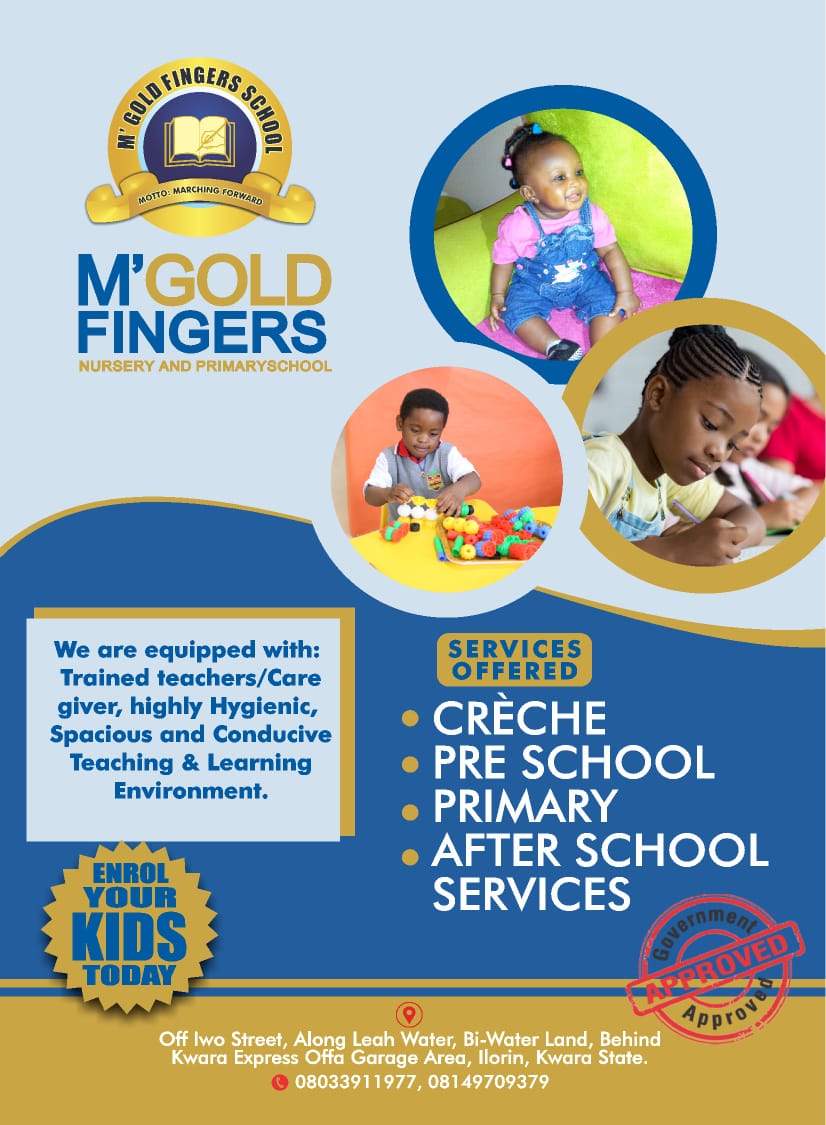 M' GOLD FINGERS SCHOOL
MOTTO: MARCHING FORWARD
M'GOLD
FINGERS
NURSERY AND PRIMARYSCHOOL
We are equipped with:
Trained teachers/Care
giver, highly Hygienic,
Spacious and Conducive
Teaching & Learning
Environment.
SERVICES
OFFERED
• CRÈCHE
• PRE SCHOOL
• PRIMARY
• AFTER SCHOOL
SERVICES
ENROL
YOUR
KIDS
TODAY
Government
APPROVED
Approved
Off Iwo Street, Along Leah Water, Bi-Water Land, Behind
Kwara Express Offa Garage Area, Ilorin, Kwara State.
08033911977, 08149709379